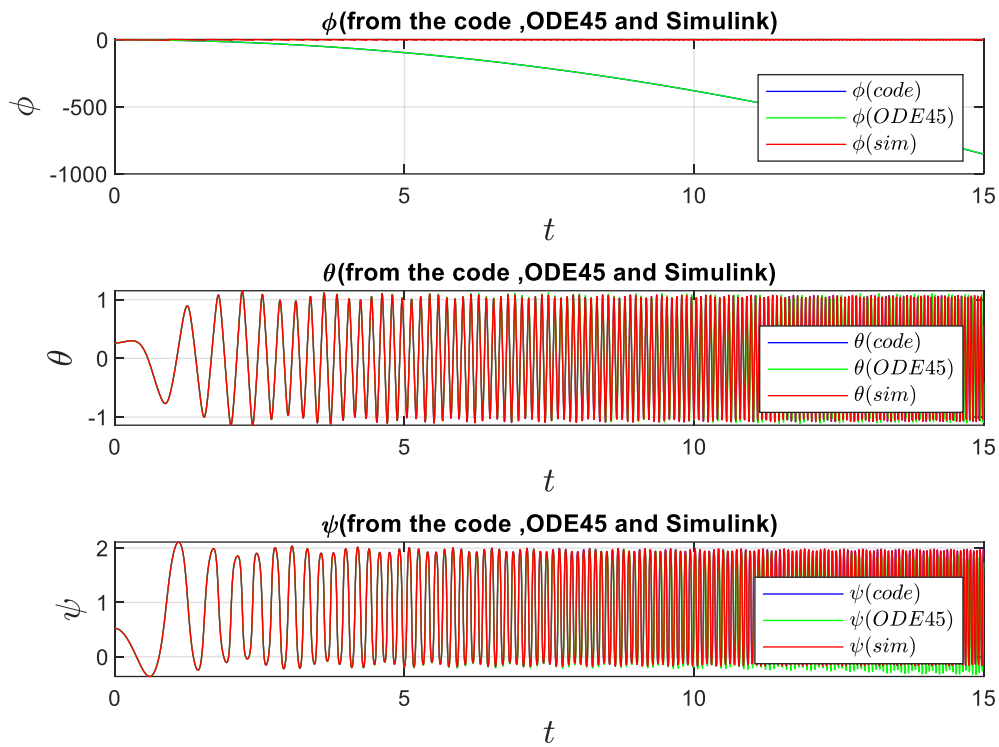 ϕ(from the code ,ODE45 and Simulink)
0
-500
-1000
ϕ
ϕ(code)
ϕ(ODE45)
ϕ(sim)
0
5
10
15
t
θ(from the code ,ODE45 and Simulink)
1
0
-1
θ
θ(code)
θ(ODE45)
θ(sim)
0
5
10
15
t
ψ(from the code ,ODE45 and Simulink)
2
1
0
ψ
ψ(code)
ψ(ODE45)
ψ(sim)
0
5
10
15
t